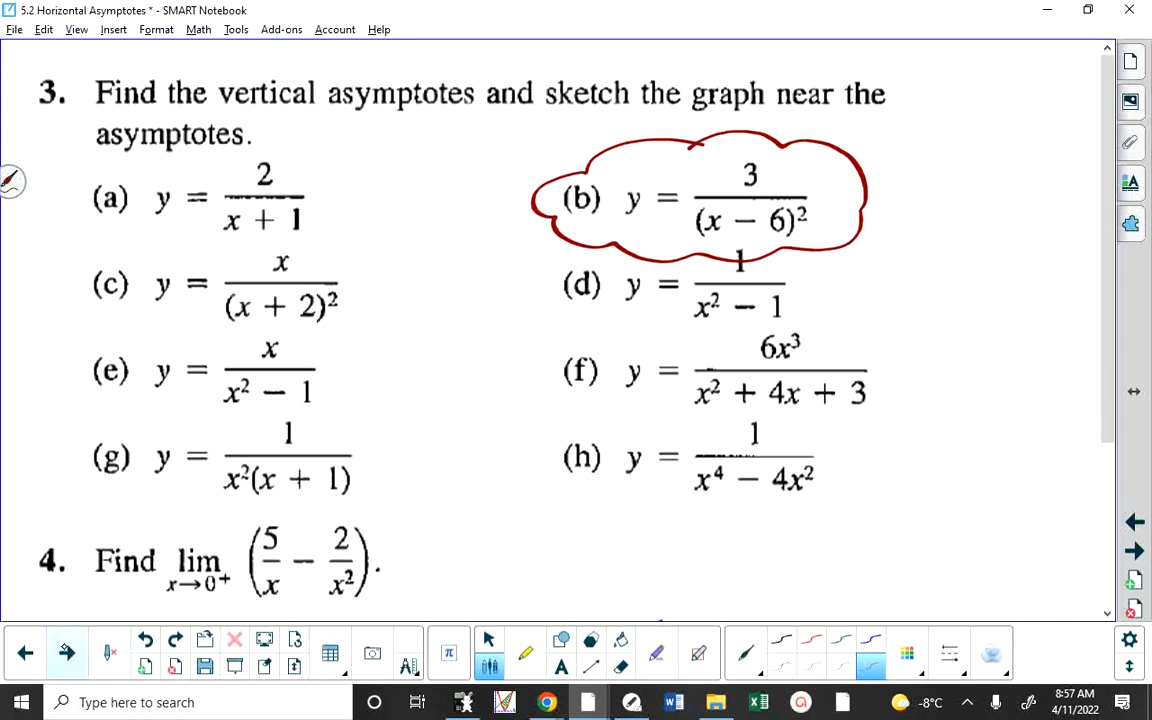 5.2 Horizontal Asymptotes * - SMART Notebook
File Edit View Insert Format Math Tools Add-ons Account Help
3. Find the vertical asymptotes and sketch the graph near the
asymptotes.
(a) y = 2/(x + 1) (b) y = 3/(x − 6)²
(c) y = x/(x + 2)² (d) y = 1/(x² − 1)
(e) y = x/(x² − 1) (f) y = 6x³/(x² + 4x + 3)
(g) y = 1/(x²(x + 1)) (h) y = 1/(x⁴ − 4x²)
4. Find lim x→0⁺ (5/x − 2/x²).
Type here to search
-8°C
8:57 AM
4/11/2022